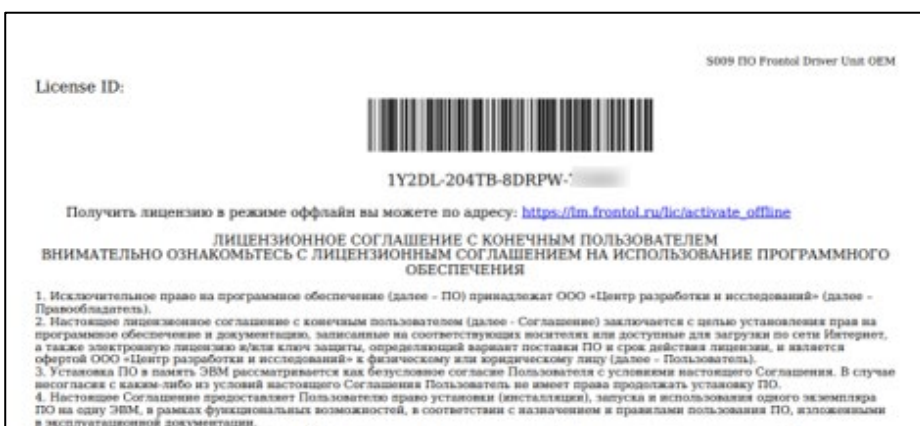 S009 ПО Frontol Driver Unit OEM
License ID:
1Y2DL-204TB-8DRPW-
Получить лицензию в режиме оффлайн вы можете по адресу: https://lm.frontol.ru/lic/activate_offline
ЛИЦЕНЗИОННОЕ СОГЛАШЕНИЕ С КОНЕЧНЫМ ПОЛЬЗОВАТЕЛЕМ
ВНИМАТЕЛЬНО ОЗНАКОМЬТЕСЬ С ЛИЦЕНЗИОННЫМ СОГЛАШЕНИЕМ НА ИСПОЛЬЗОВАНИЕ ПРОГРАММНОГО
ОБЕСПЕЧЕНИЯ
1. Исключительное право на программное обеспечение (далее – ПО) принадлежат ООО «Центр разработки и исследований» (далее –
Правообладатель).
2. Настоящее лицензионное соглашение с конечным пользователем (далее - Соглашение) заключается с целью установления прав на
программное обеспечение и документацию, записанные на соответствующих носителях или доступные для загрузки по сети Интернет,
а также электронную лицензию и/или ключ защиты, определяющий вариант поставки ПО и срок действия лицензии, и является
офертой ООО «Центр разработки и исследований» к физическому или юридическому лицу (далее – Пользователь).
3. Установка ПО в память ЭВМ рассматривается как безусловное согласие Пользователя с условиями настоящего Соглашения. В случае
несогласия с каким-либо из условий настоящего Соглашения Пользователь не имеет права продолжать установку ПО.
4. Настоящее Соглашение предоставляет Пользователю право установки (инсталляции), запуска и использования одного экземпляра
ПО на одну ЭВМ, в рамках функциональных возможностей, в соответствии с назначением и правилами пользования ПО, изложенными
в эксплуатационной документации.